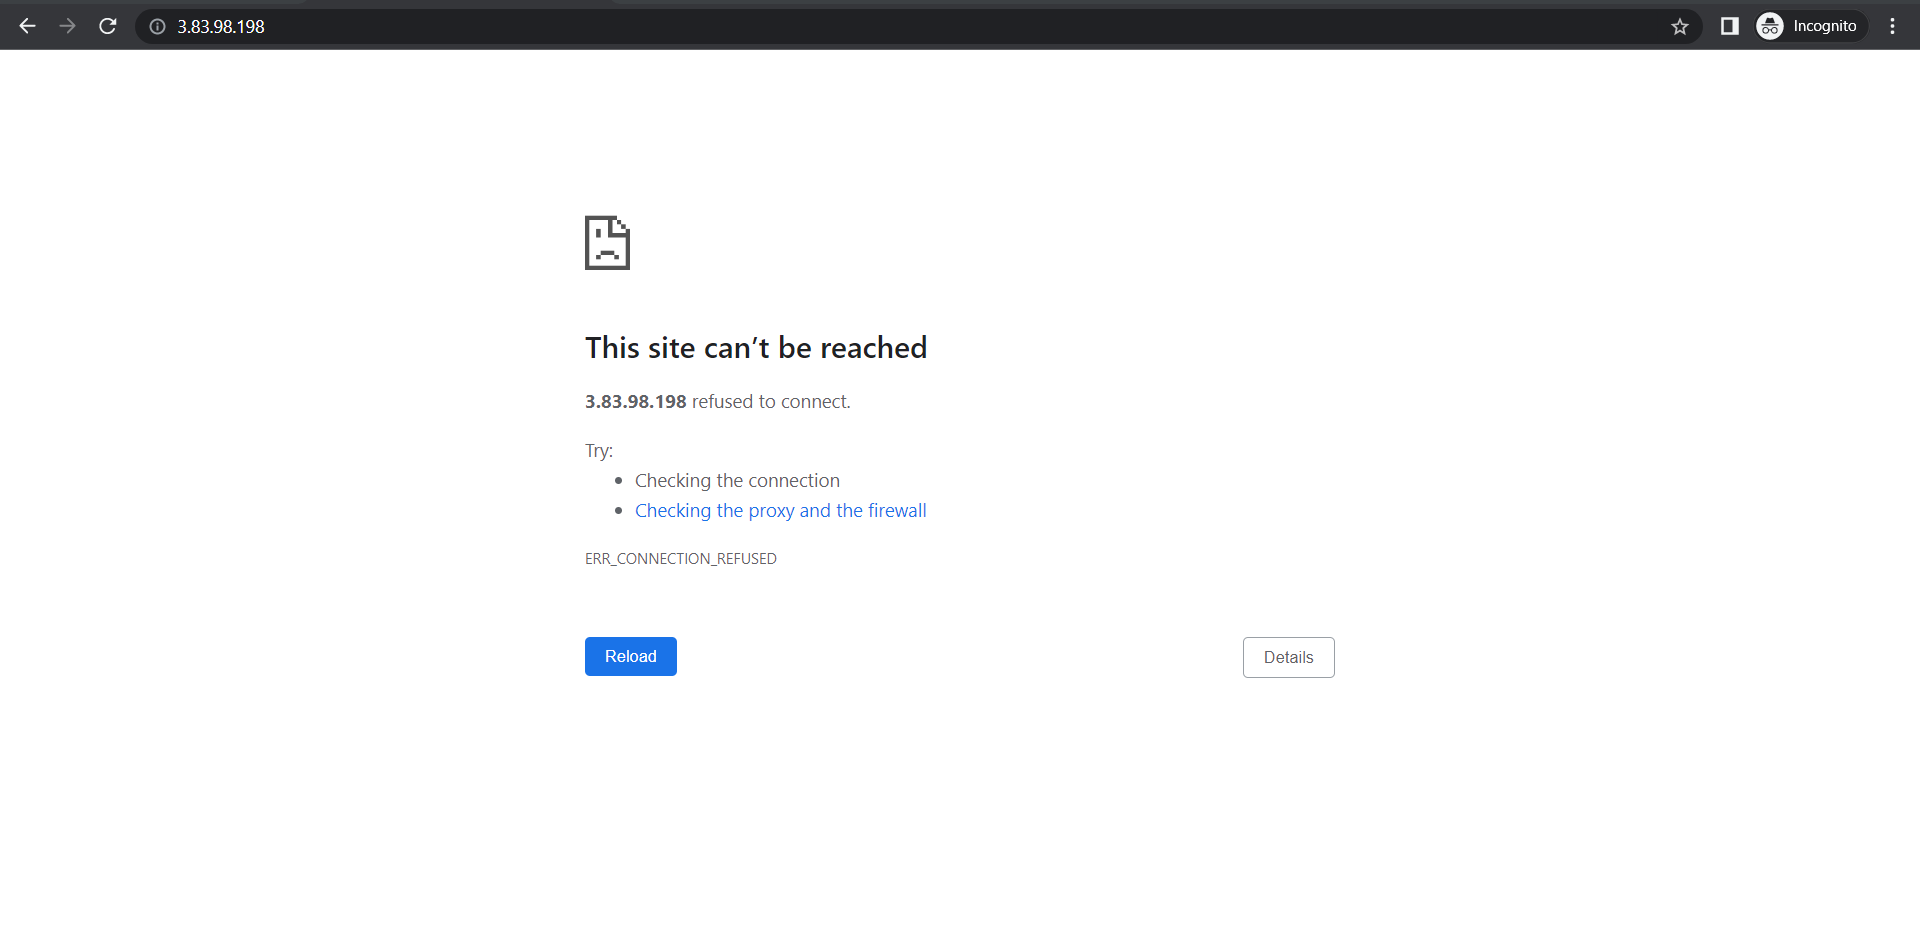 3.83.98.198
Incognito
This site can’t be reached
3.83.98.198 refused to connect.
Try:
• Checking the connection
• Checking the proxy and the firewall
ERR_CONNECTION_REFUSED
Reload
Details